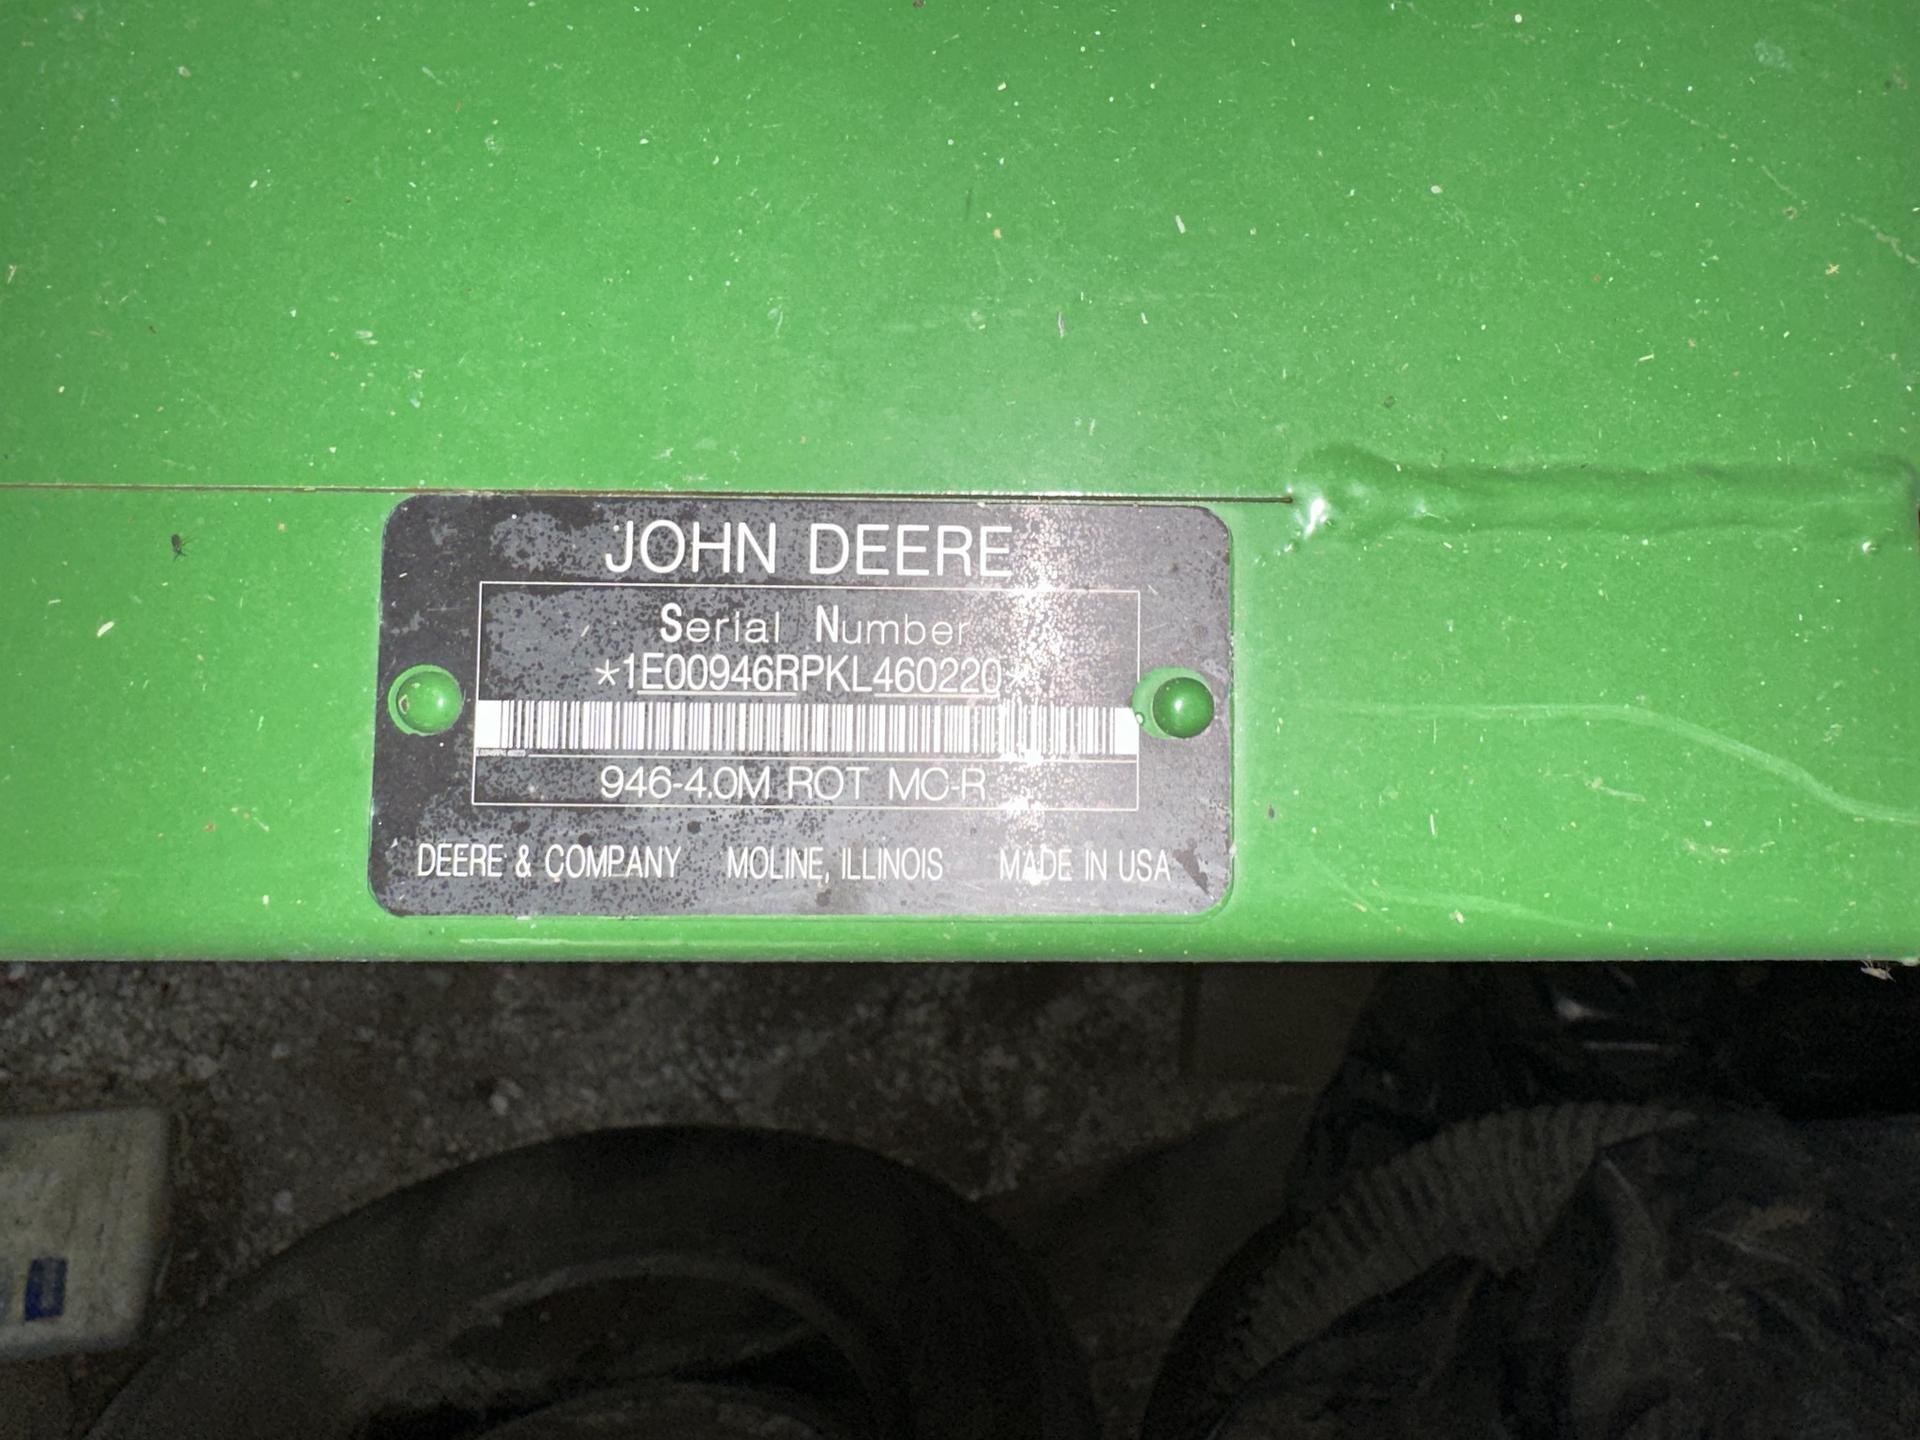 JOHN DEERE
Serial Number
*1E00946RPKL460220*
946-4.0M ROT MC-R
DEERE & COMPANY MOLINE, ILLINOIS MADE IN USA